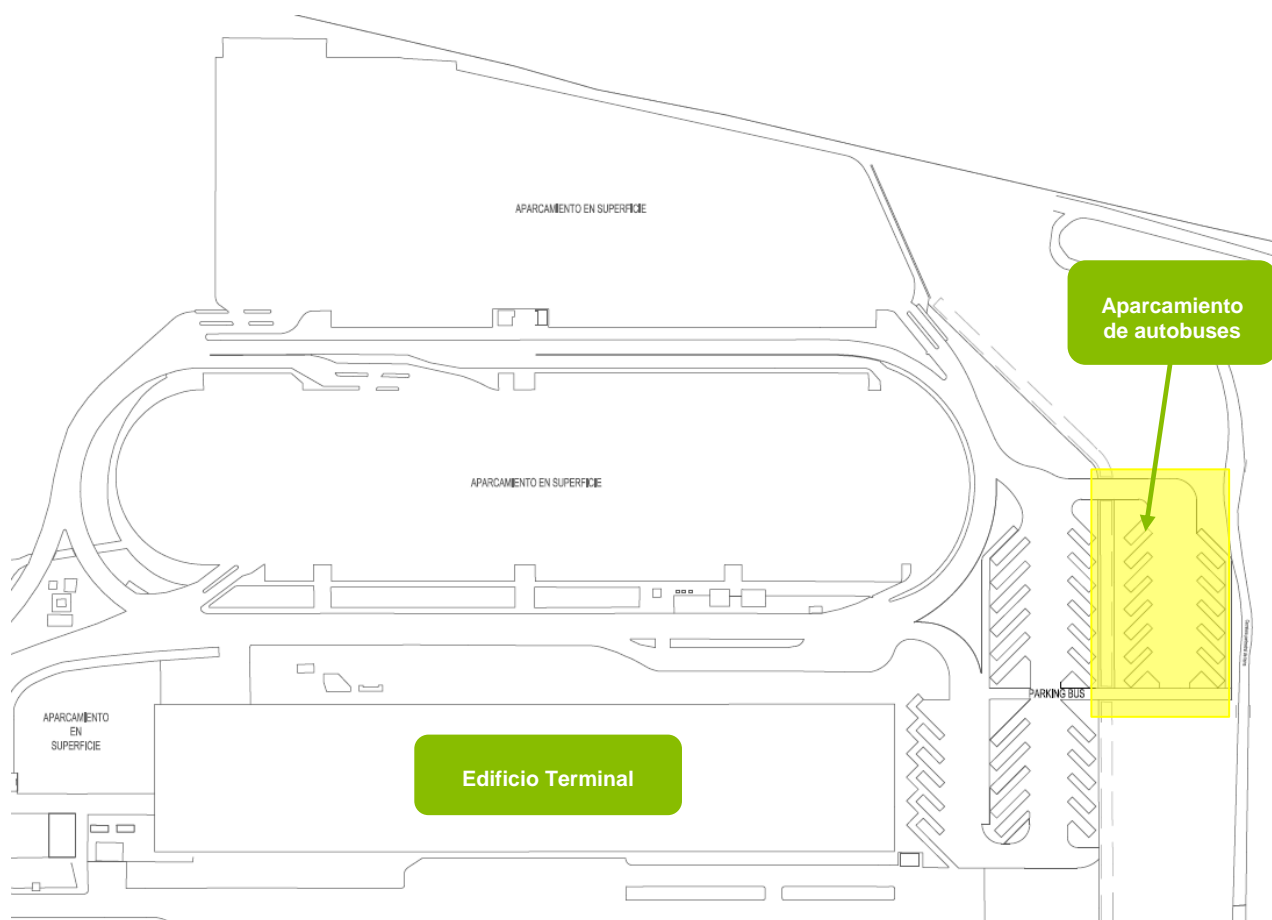 APARCAMIENTO EN SUPERFICIE
Aparcamiento
de autobuses
APARCAMIENTO EN SUPERFICIE
PARKING BUS
APARCAMIENTO
EN
SUPERFICIE
Edificio Terminal